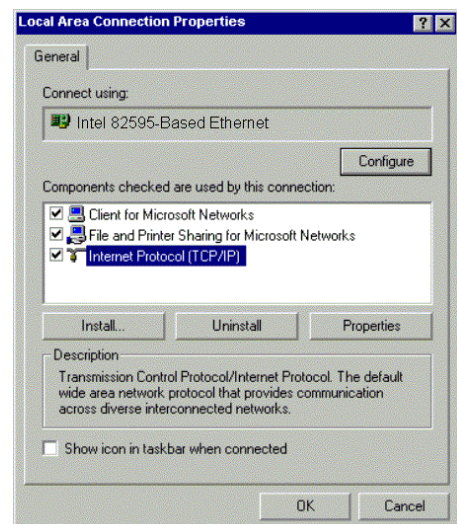 Local Area Connection Properties
General
Connect using:
Intel 82595-Based Ethernet
Configure
Components checked are used by this connection:
Client for Microsoft Networks
File and Printer Sharing for Microsoft Networks
Internet Protocol (TCP/IP)
Install...
Uninstall
Properties
Description
Transmission Control Protocol/Internet Protocol. The default
wide area network protocol that provides communication
across diverse interconnected networks.
Show icon in taskbar when connected
OK
Cancel